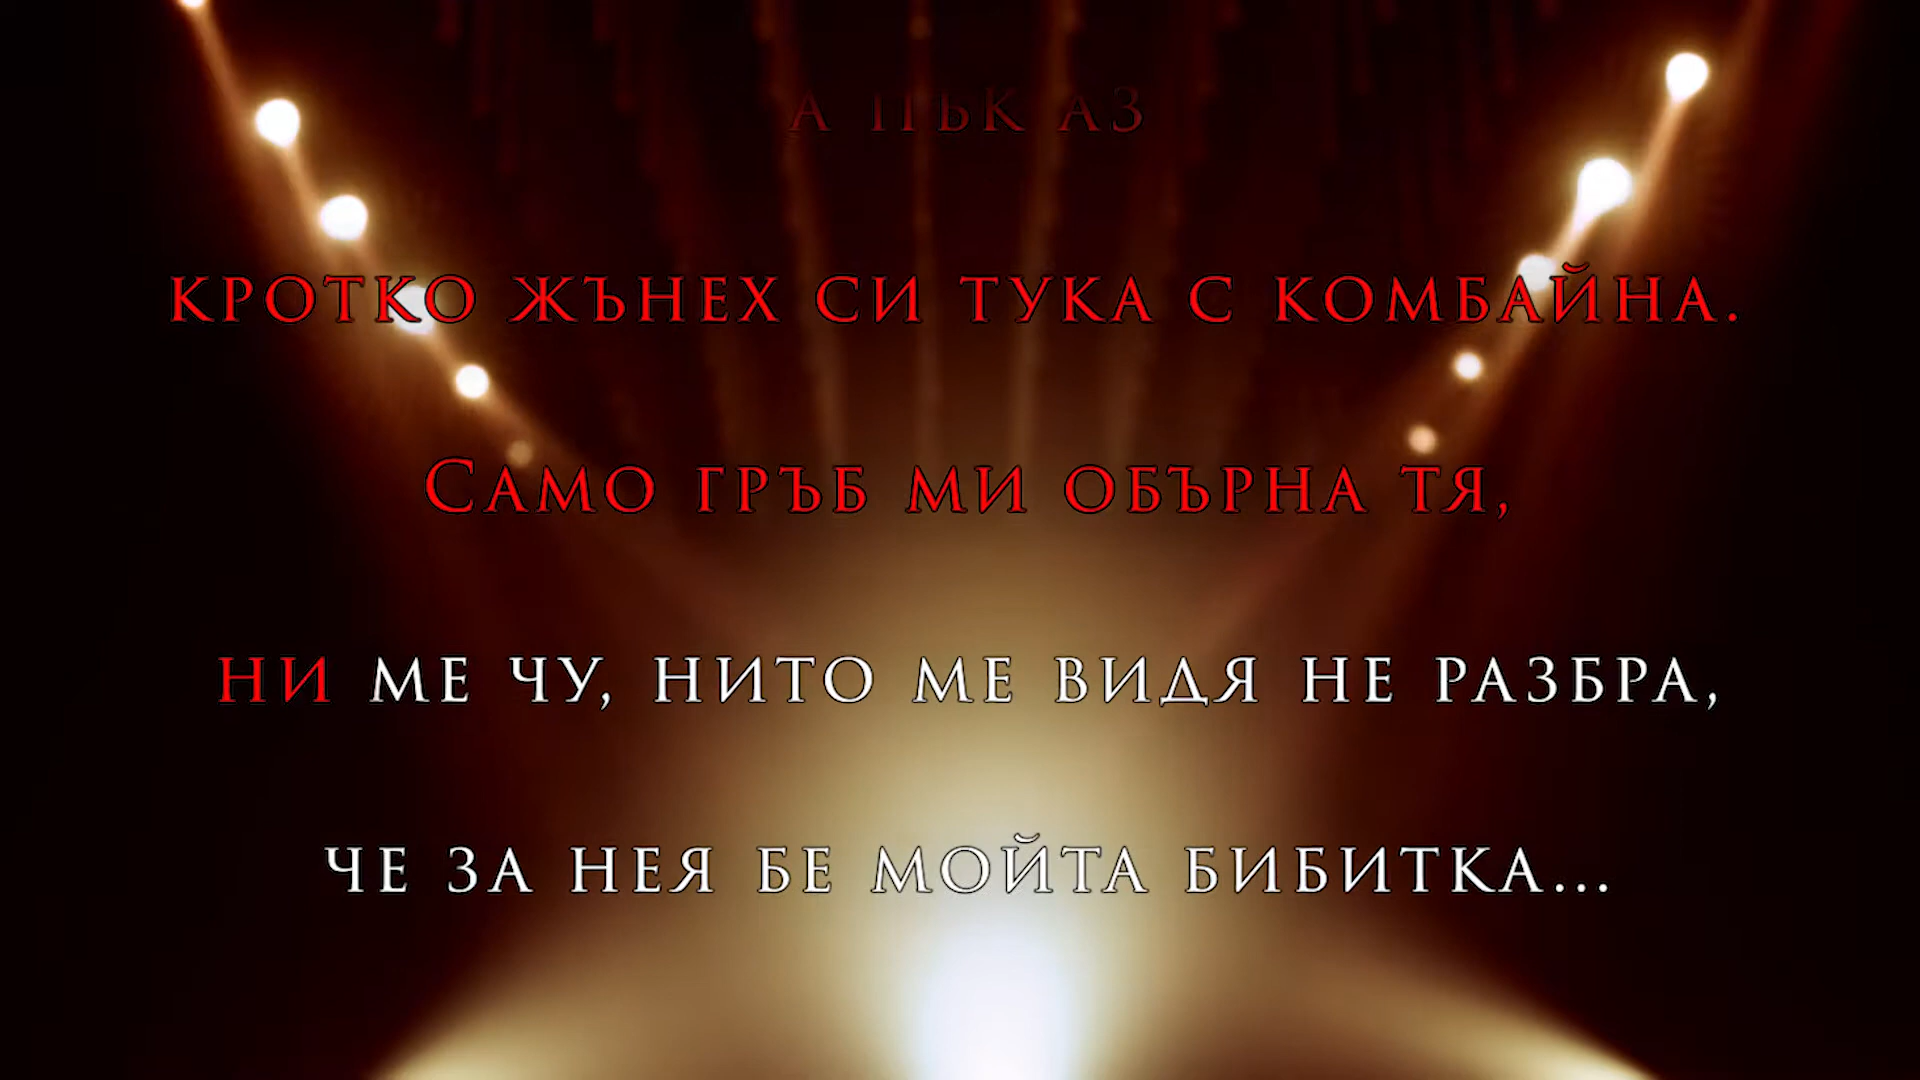 А ПЪК АЗ
КРОТКО ЖЪНЕХ СИ ТУКА С КОМБАЙНА.
САМО ГРЪБ МИ ОБЪРНА ТЯ,
НИ МЕ ЧУ, НИТО МЕ ВИДЯ НЕ РАЗБРА,
ЧЕ ЗА НЕЯ БЕ МОЙТА БИБИТКА...